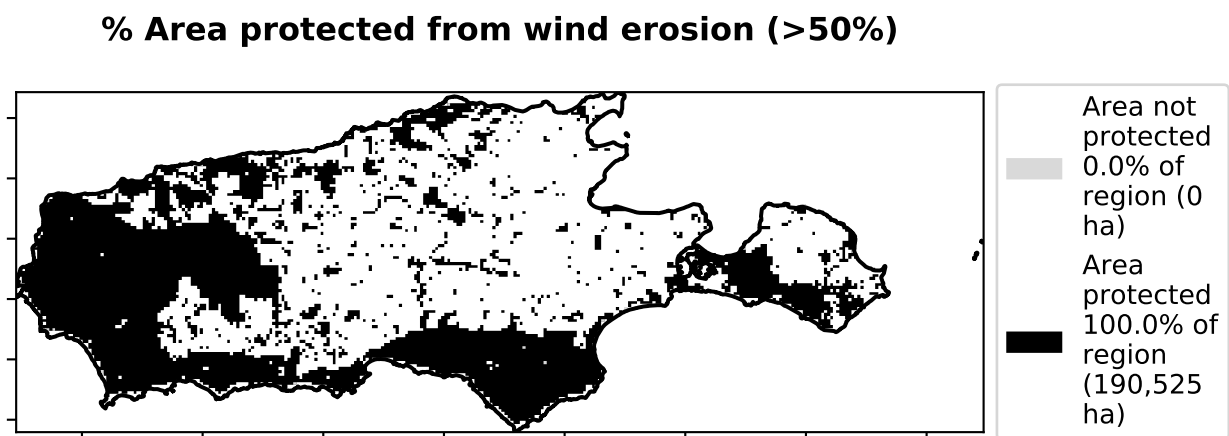 % Area protected from wind erosion (>50%)
Area not
protected
0.0% of
region (0
ha)
Area
protected
100.0% of
region
(190,525
ha)